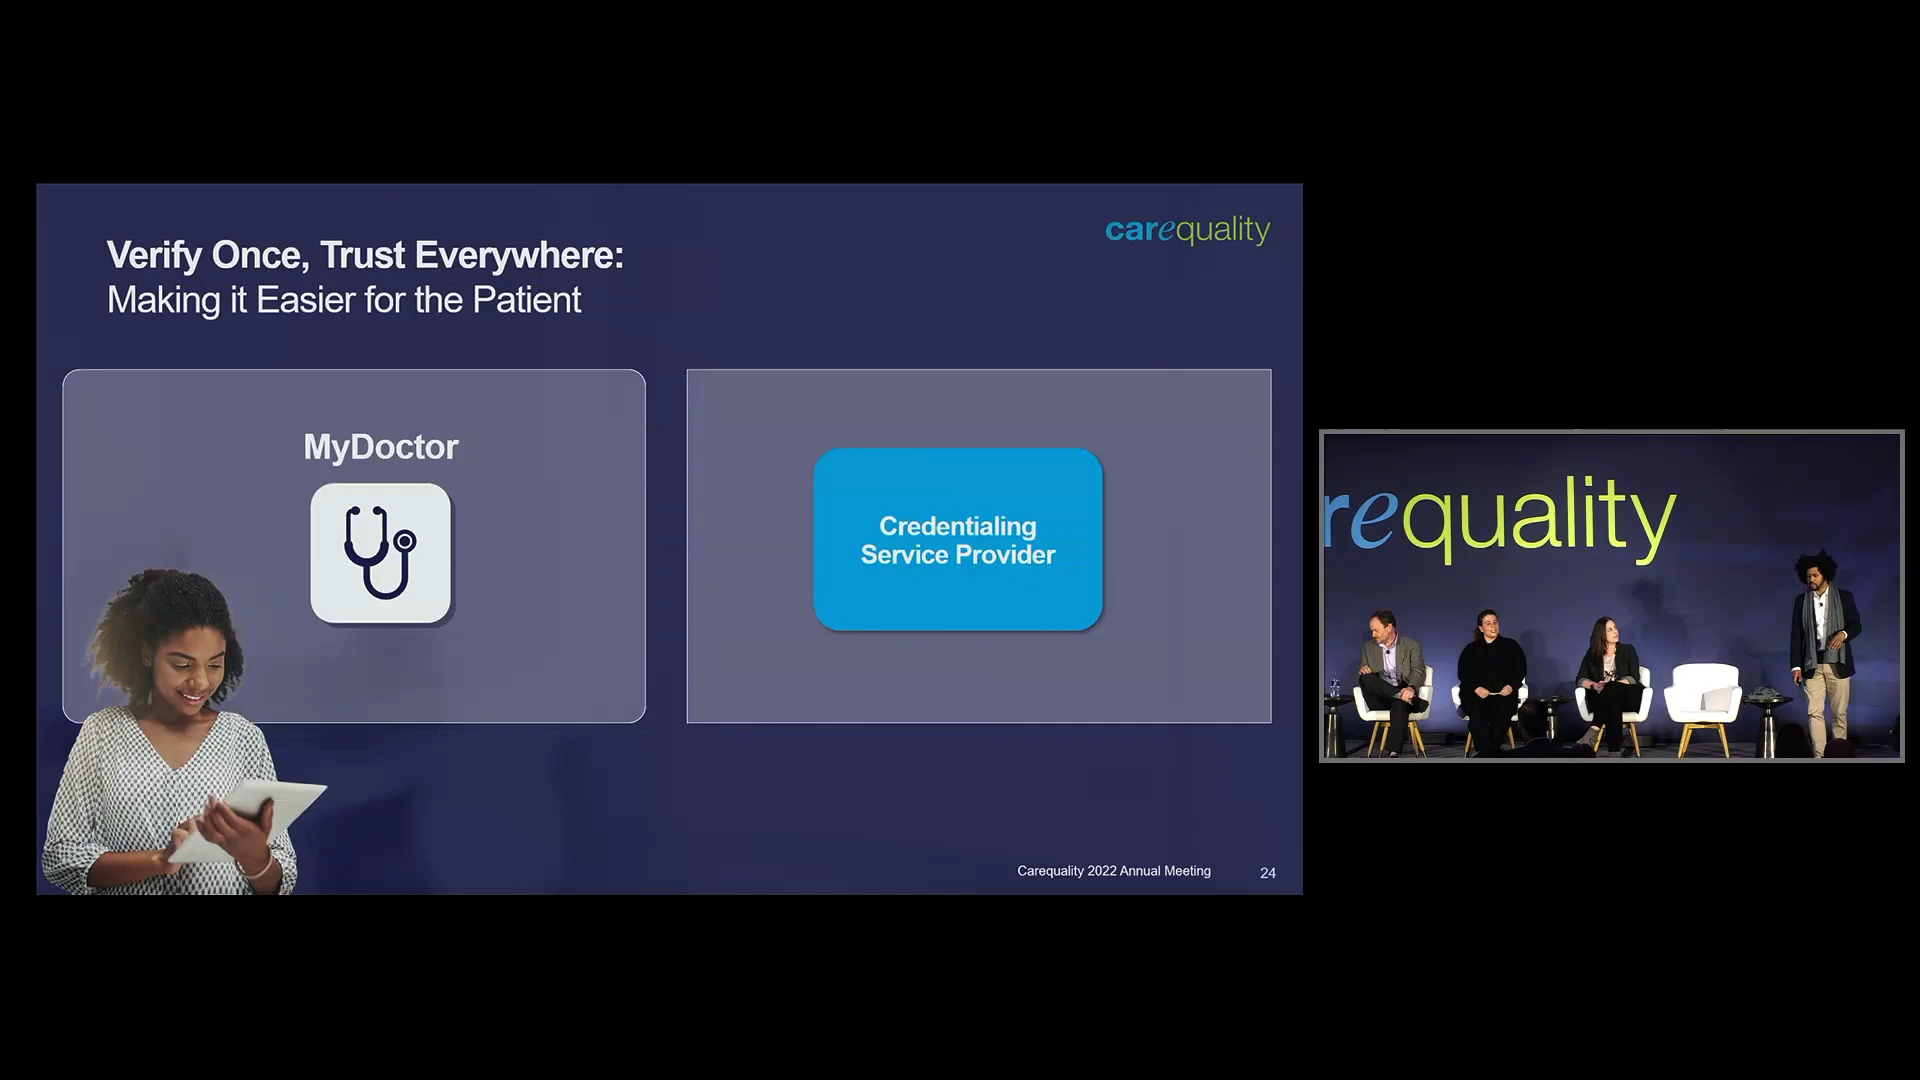 carequality
Verify Once, Trust Everywhere:
Making it Easier for the Patient
MyDoctor
Credentialing
Service Provider
Carequality 2022 Annual Meeting
24
requality